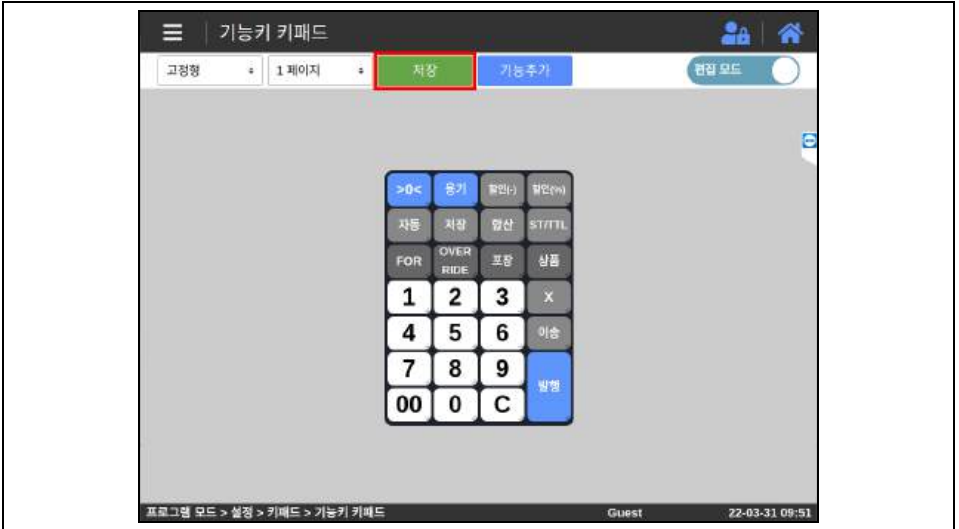 기능키 키패드
고정형 1 페이지 저장 기능추가 편집 모드
>0< 용기 할인(-) 할인(%)
자동 저장 합산 ST/TTL
FOR OVER RIDE 포장 상품
1 2 3 X
4 5 6 이송
7 8 9 발행
00 0 C
프로그램 모드 > 설정 > 키패드 > 기능키 키패드 Guest 22-03-31 09:51